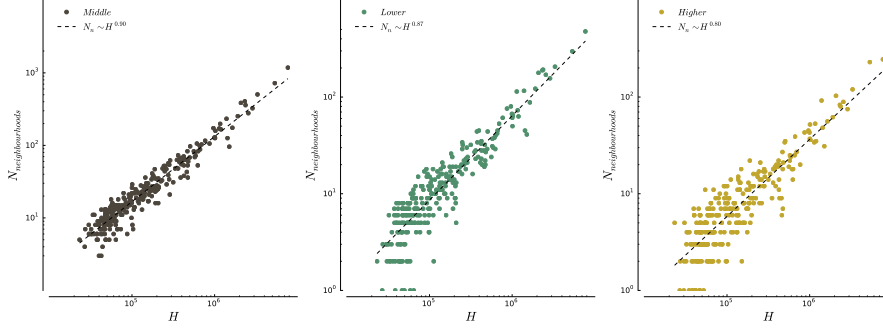 Middle
N_n ∼ H^0.90
10^3
10^2
10^1
N_neighbourhoods
10^5
10^6
H
Lower
N_n ∼ H^0.87
10^2
10^1
10^0
N_neighbourhoods
10^5
10^6
H
Higher
N_n ∼ H^0.80
10^2
10^1
10^0
N_neighbourhoods
10^5
10^6
H